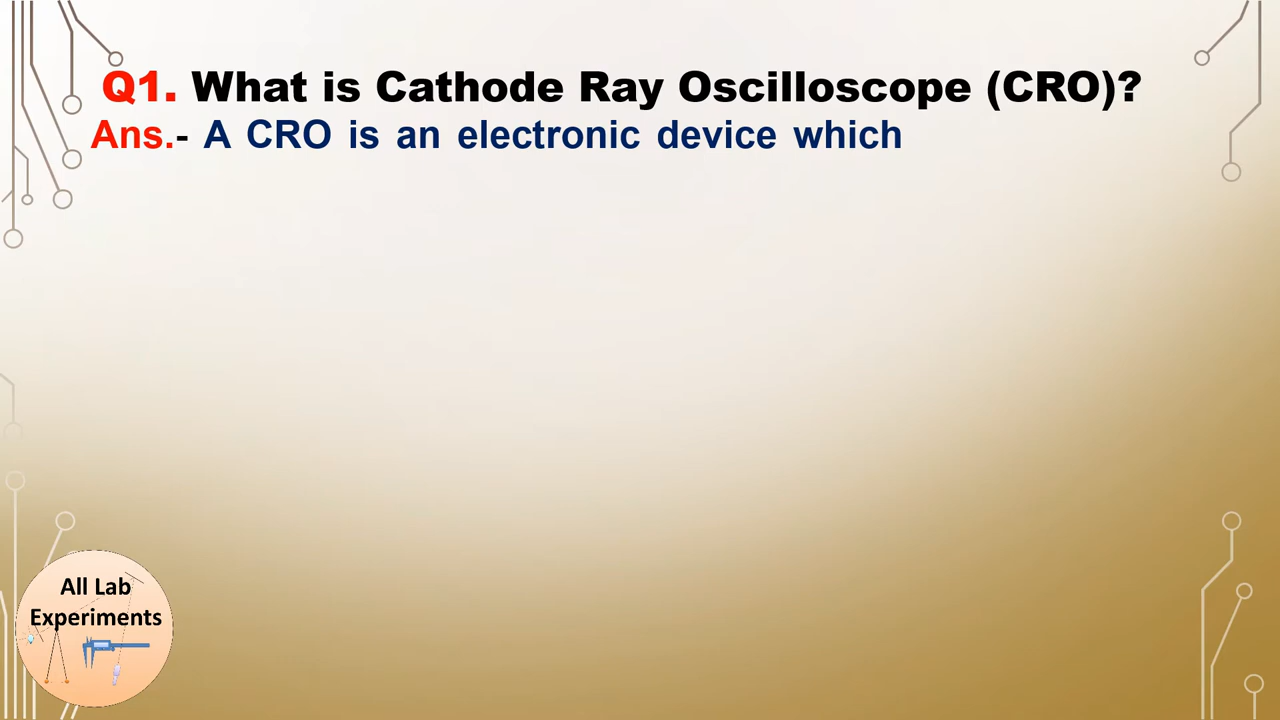 Q1. What is Cathode Ray Oscilloscope (CRO)?
Ans.- A CRO is an electronic device which
All Lab
Experiments